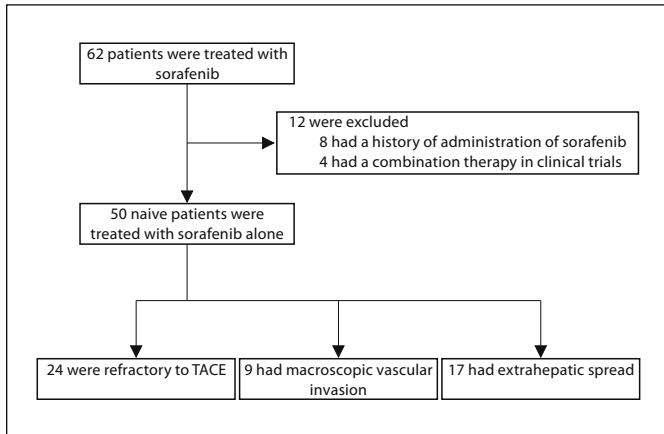 62 patients were treated with
sorafenib
12 were excluded
8 had a history of administration of sorafenib
4 had a combination therapy in clinical trials
50 naive patients were
treated with sorafenib alone
24 were refractory to TACE
9 had macroscopic vascular
invasion
17 had extrahepatic spread